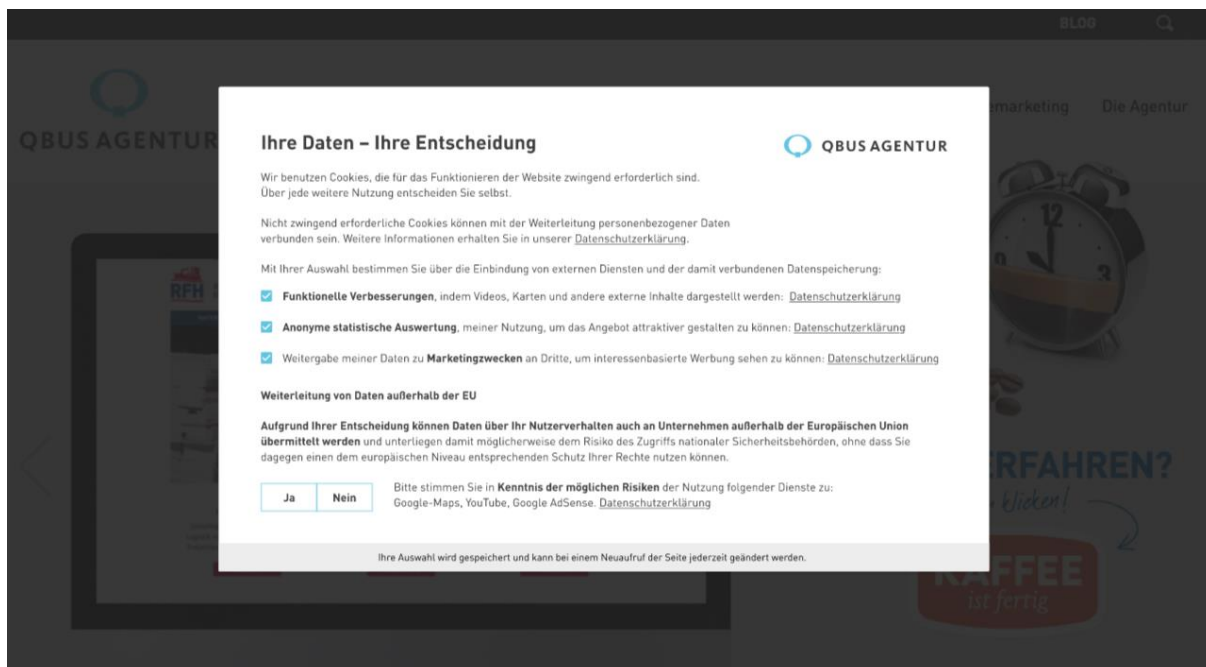 BLOG
QBUS AGENTUR
emarketing Die Agentur
Ihre Daten – Ihre Entscheidung
QBUS AGENTUR
Wir benutzen Cookies, die für das Funktionieren der Website zwingend erforderlich sind.
Über jede weitere Nutzung entscheiden Sie selbst.
Nicht zwingend erforderliche Cookies können mit der Weiterleitung personenbezogener Daten
verbunden sein. Weitere Informationen erhalten Sie in unserer Datenschutzerklärung.
Mit Ihrer Auswahl bestimmen Sie über die Einbindung von externen Diensten und der damit verbundenen Datenspeicherung:
Funktionelle Verbesserungen, indem Videos, Karten und andere externe Inhalte dargestellt werden: Datenschutzerklärung
Anonyme statistische Auswertung, meiner Nutzung, um das Angebot attraktiver gestalten zu können: Datenschutzerklärung
Weitergabe meiner Daten zu Marketingzwecken an Dritte, um interessenbasierte Werbung sehen zu können: Datenschutzerklärung
Weiterleitung von Daten außerhalb der EU
Aufgrund Ihrer Entscheidung können Daten über Ihr Nutzerverhalten auch an Unternehmen außerhalb der Europäischen Union
übermittelt werden und unterliegen damit möglicherweise dem Risiko des Zugriffs nationaler Sicherheitsbehörden, ohne dass Sie
dagegen einen dem europäischen Niveau entsprechenden Schutz Ihrer Rechte nutzen können.
Ja Nein
Bitte stimmen Sie in Kenntnis der möglichen Risiken der Nutzung folgender Dienste zu:
Google-Maps, YouTube, Google AdSense. Datenschutzerklärung
Ihre Auswahl wird gespeichert und kann bei einem Neuaufruf der Seite jederzeit geändert werden.
RFH
12
3
9
ERFAHREN?
klicken!
KAFFEE
ist fertig